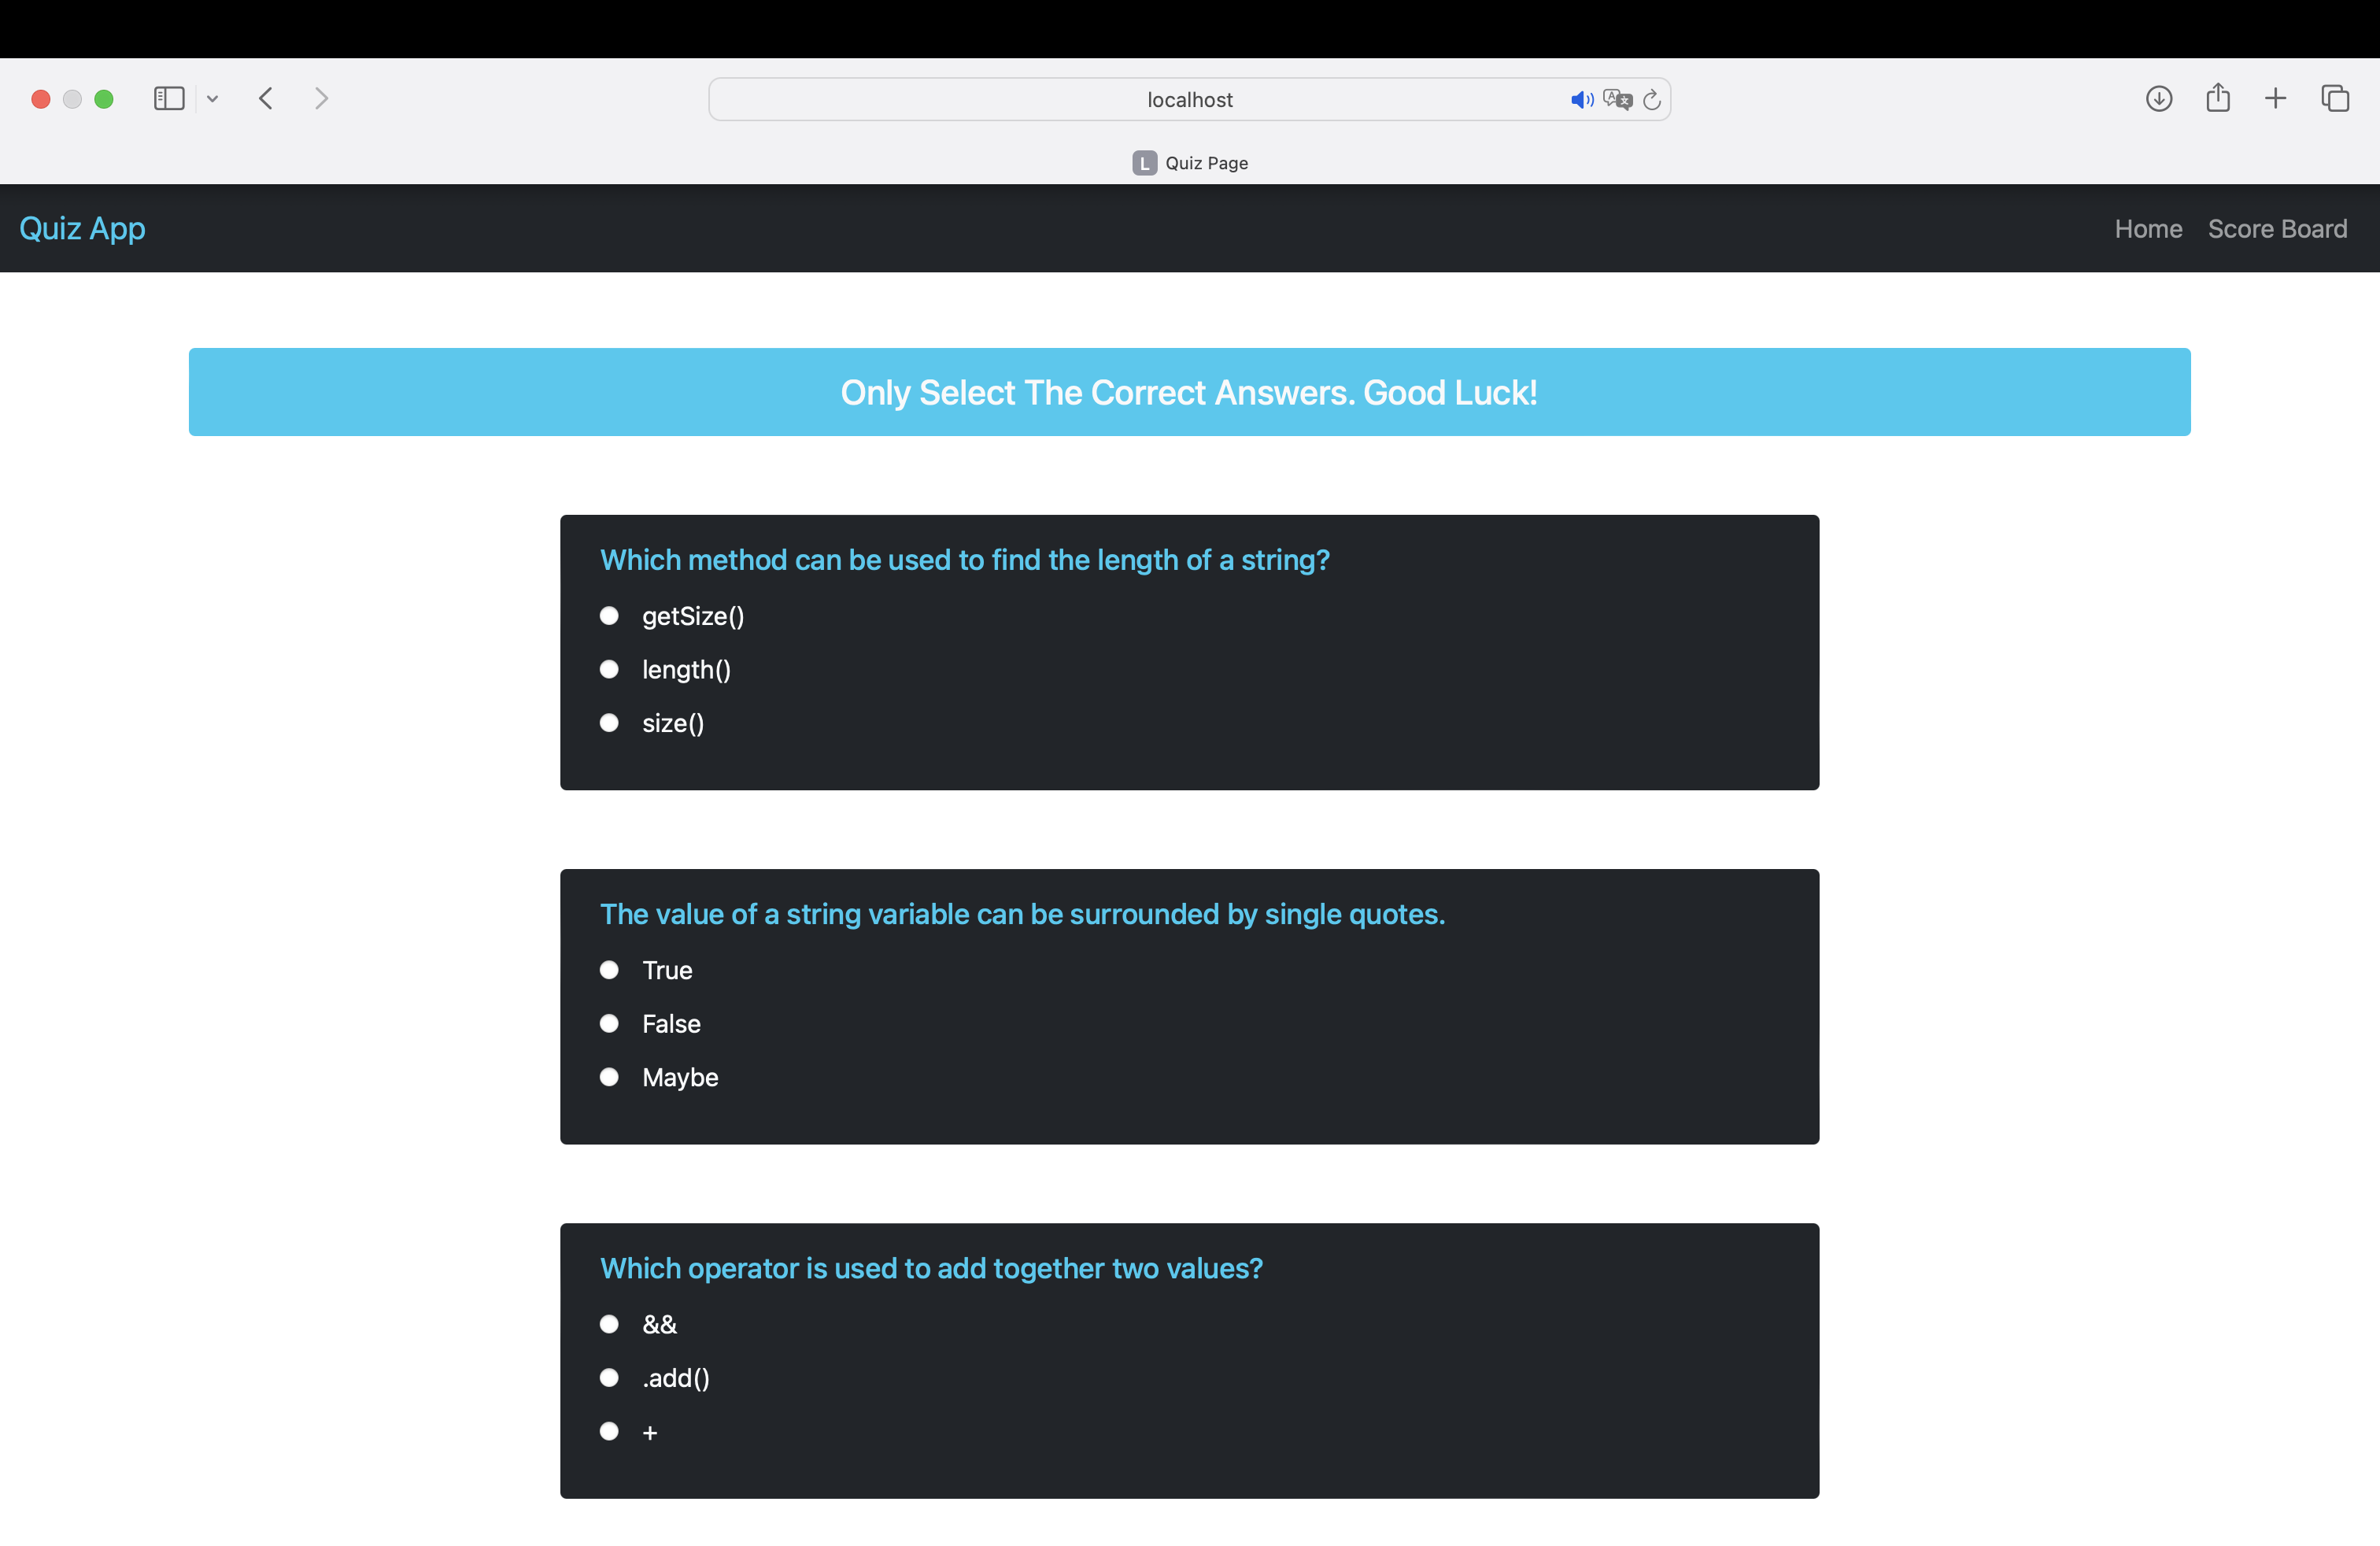 localhost
L Quiz Page
Quiz App
Home Score Board
Only Select The Correct Answers. Good Luck!
Which method can be used to find the length of a string?
getSize()
length()
size()
The value of a string variable can be surrounded by single quotes.
True
False
Maybe
Which operator is used to add together two values?
&&
.add()
+